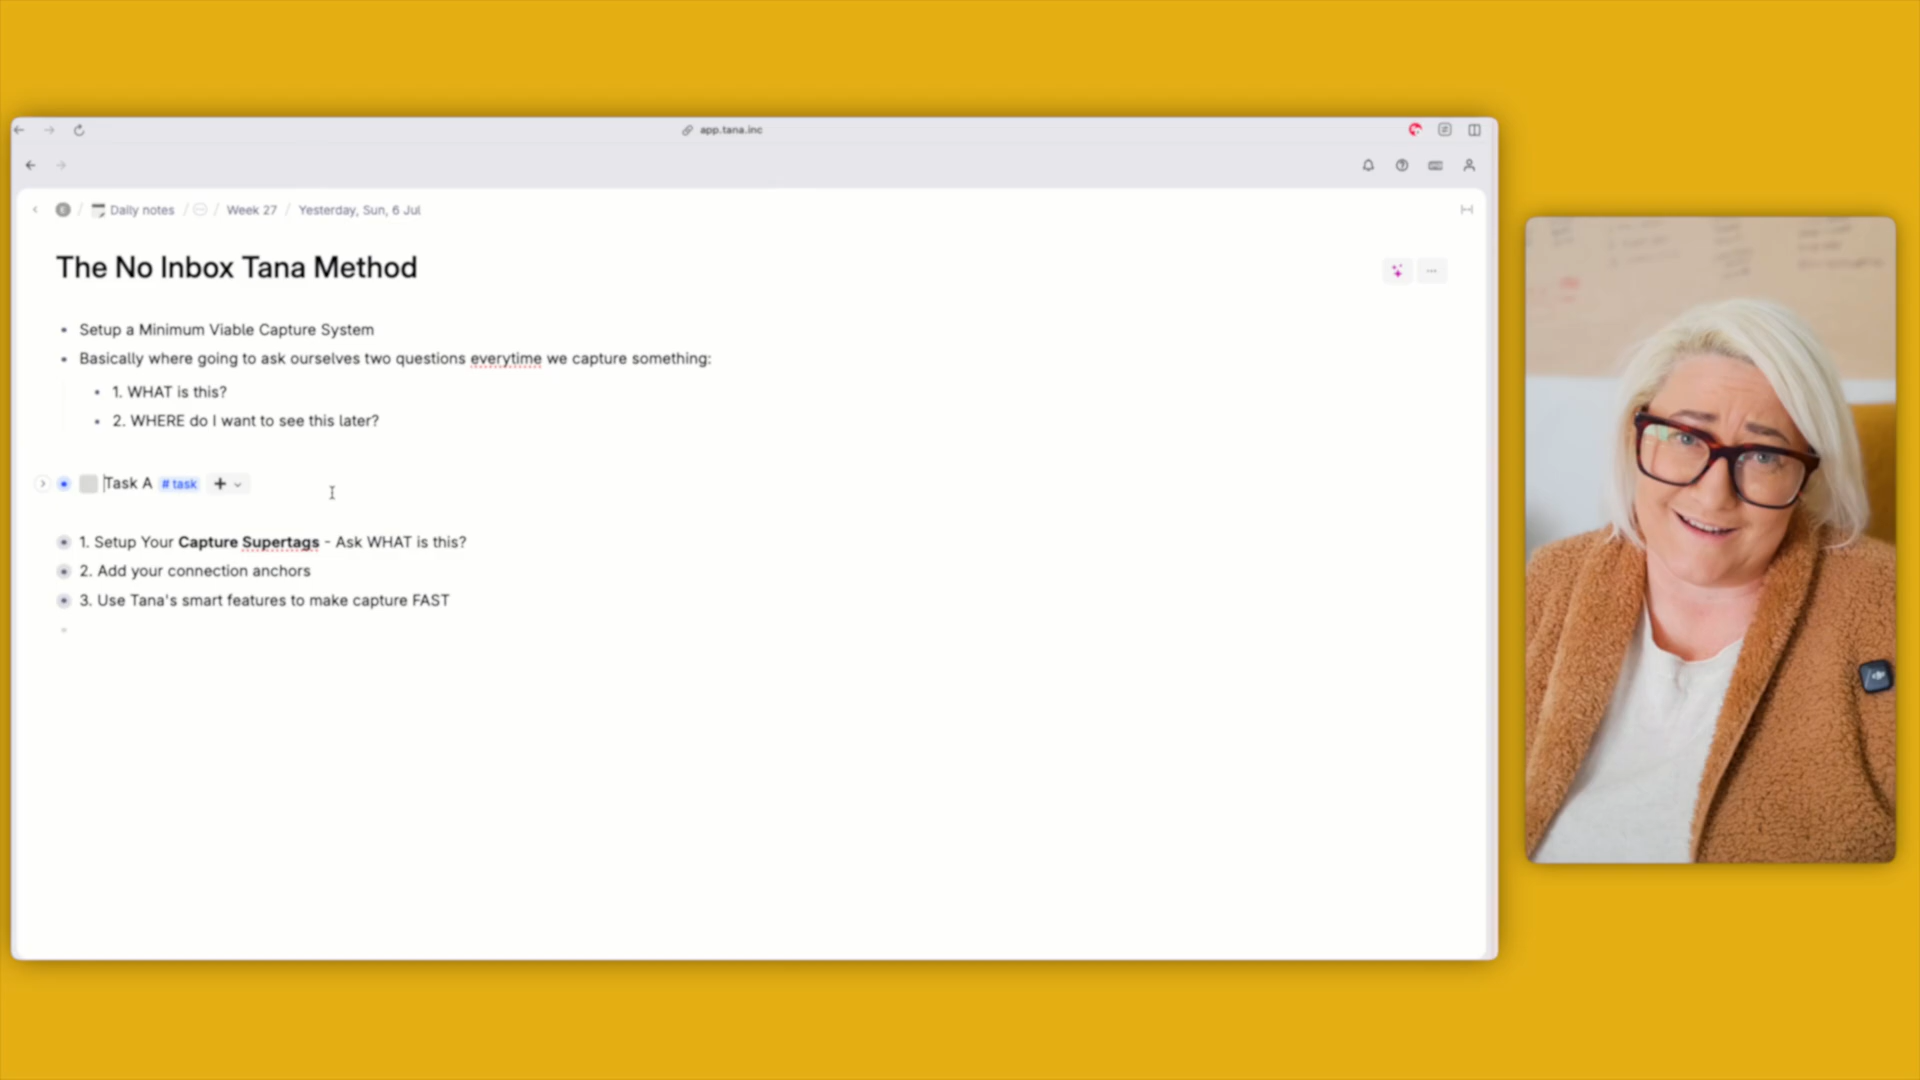 app.tana.inc
Daily notes / / Week 27 / Yesterday, Sun, 6 Jul
The No Inbox Tana Method
Setup a Minimum Viable Capture System
Basically where going to ask ourselves two questions everytime we capture something:
1. WHAT is this?
2. WHERE do I want to see this later?
Task A # task
1. Setup Your Capture Supertags - Ask WHAT is this?
2. Add your connection anchors
3. Use Tana's smart features to make capture FAST